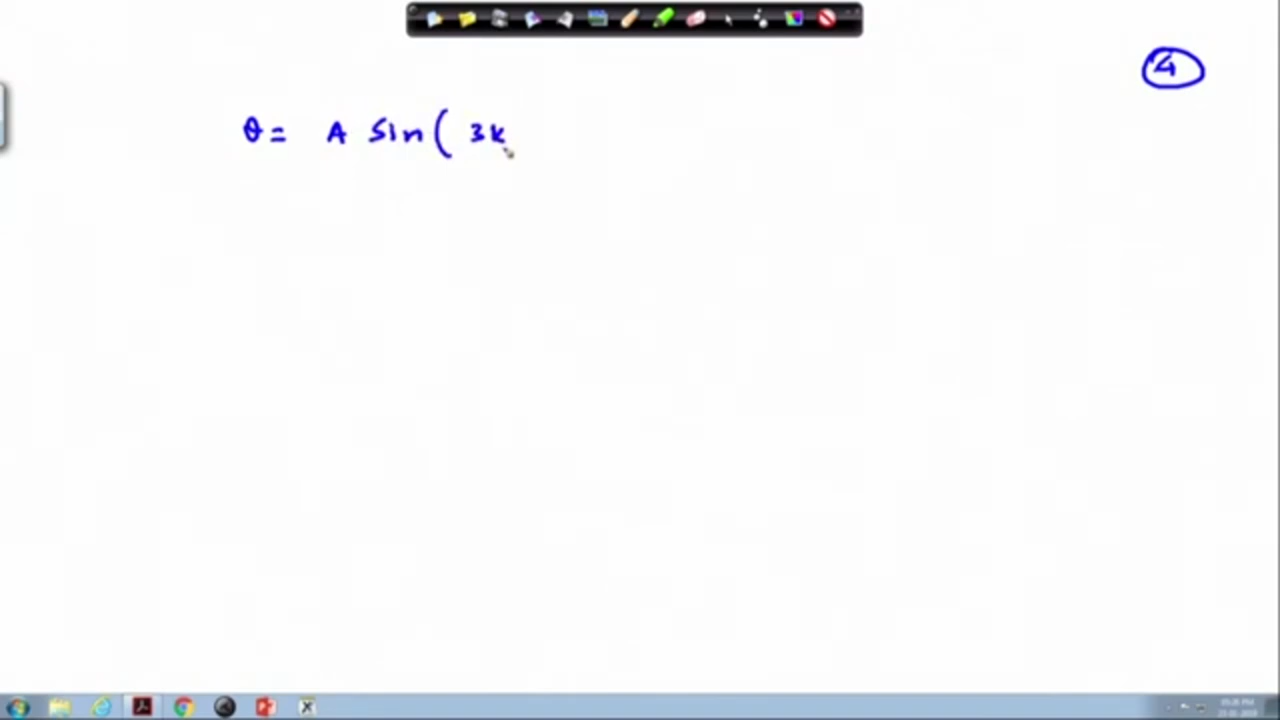 4
θ = A Sin( 3k